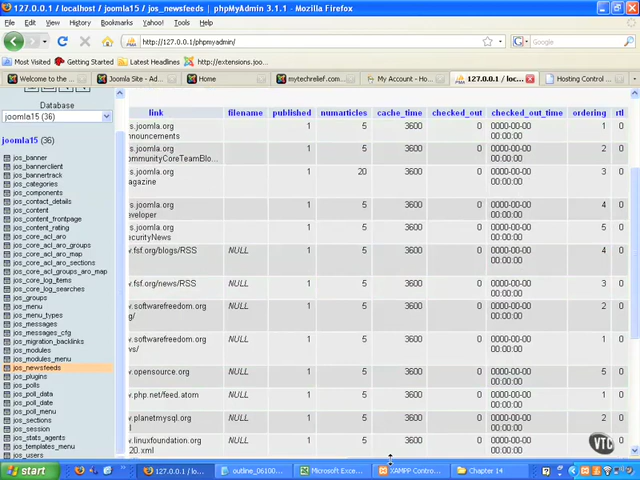 127.0.0.1 / localhost / joomla15 / jos_newsfeeds | phpMyAdmin 3.1.1 - Mozilla Firefox
File Edit View History Bookmarks Yahoo! Tools Help
http://127.0.0.1/phpmyadmin/
Google
Most Visited Getting Started Latest Headlines http://extensions.joo...
Welcome to the ... Joomla Site - Ad... Home mytechrelief.com... My Account - Ho... 127.0.0.1 / loc... Hosting Control ...
Database
joomla15 (36)
joomla15 (36)
jos_banner
jos_bannerclient
jos_bannertrack
jos_categories
jos_components
jos_contact_details
jos_content
jos_content_frontpage
jos_content_rating
jos_core_acl_aro
jos_core_acl_aro_groups
jos_core_acl_aro_map
jos_core_acl_aro_sections
jos_core_acl_groups_aro_map
jos_core_log_items
jos_core_log_searches
jos_groups
jos_menu
jos_menu_types
jos_messages
jos_messages_cfg
jos_migration_backlinks
jos_modules
jos_modules_menu
jos_newsfeeds
jos_plugins
jos_polls
jos_poll_data
jos_poll_date
jos_poll_menu
jos_sections
jos_session
jos_stats_agents
jos_templates_menu
jos_users
link filename published numarticles cache_time checked_out checked_out_time ordering rtl
s.joomla.org 1 5 3600 0 0000-00-00 1 0
nnouncements 00:00:00
s.joomla.org 1 5 3600 0 0000-00-00 2 0
ommunityCoreTeamBlo... 00:00:00
s.joomla.org 1 20 3600 0 0000-00-00 3 0
agazine 00:00:00
s.joomla.org 1 5 3600 0 0000-00-00 4 0
eveloper 00:00:00
s.joomla.org 1 5 3600 0 0000-00-00 5 0
ecurityNews 00:00:00
w.fsf.org/blogs/RSS NULL 1 5 3600 0 0000-00-00 4 0
00:00:00
w.fsf.org/news/RSS NULL 1 5 3600 0 0000-00-00 3 0
00:00:00
w.softwarefreedom.org NULL 1 5 3600 0 0000-00-00 2 0
g/ 00:00:00
w.softwarefreedom.org NULL 1 5 3600 0 0000-00-00 1 0
vs/ 00:00:00
w.opensource.org NULL 1 5 3600 0 0000-00-00 5 0
00:00:00
w.php.net/feed.atom NULL 1 5 3600 0 0000-00-00 1 0
00:00:00
w.planetmysql.org NULL 1 5 3600 0 0000-00-00 2 0
l 00:00:00
w.linuxfoundation.org NULL 1 5 3600 0 0000-00-00
20.xml 00:00:00
VTC
start 127.0.0.1 / loc... outline_06100... Microsoft Exce... XAMPP Contro... Chapter 14